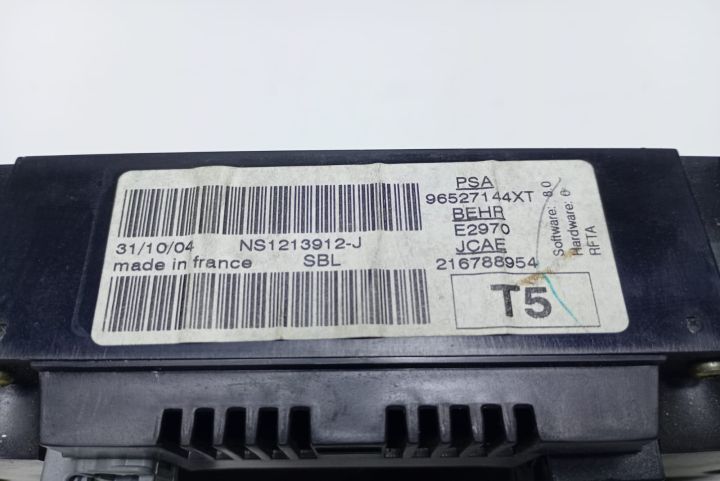 31/10/04 NS1213912-J
made in france SBL
PSA
96527144XT
BEHR
E2970
JCAE
216788954
T5
Software: 8.0
Hardware:
RFTA